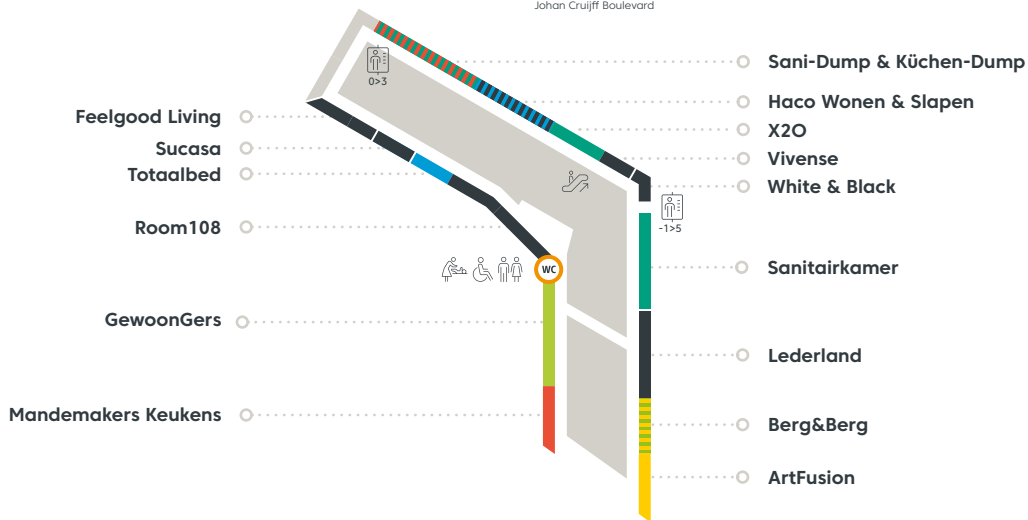 Johan Cruijff Boulevard
0>3
Sani-Dump & Küchen-Dump
Haco Wonen & Slapen
X2O
Vivense
White & Black
-1>5
Sanitairkamer
Lederland
Berg&Berg
ArtFusion
Feelgood Living
Sucasa
Totaalbed
Room108
WC
GewoonGers
Mandemakers Keukens